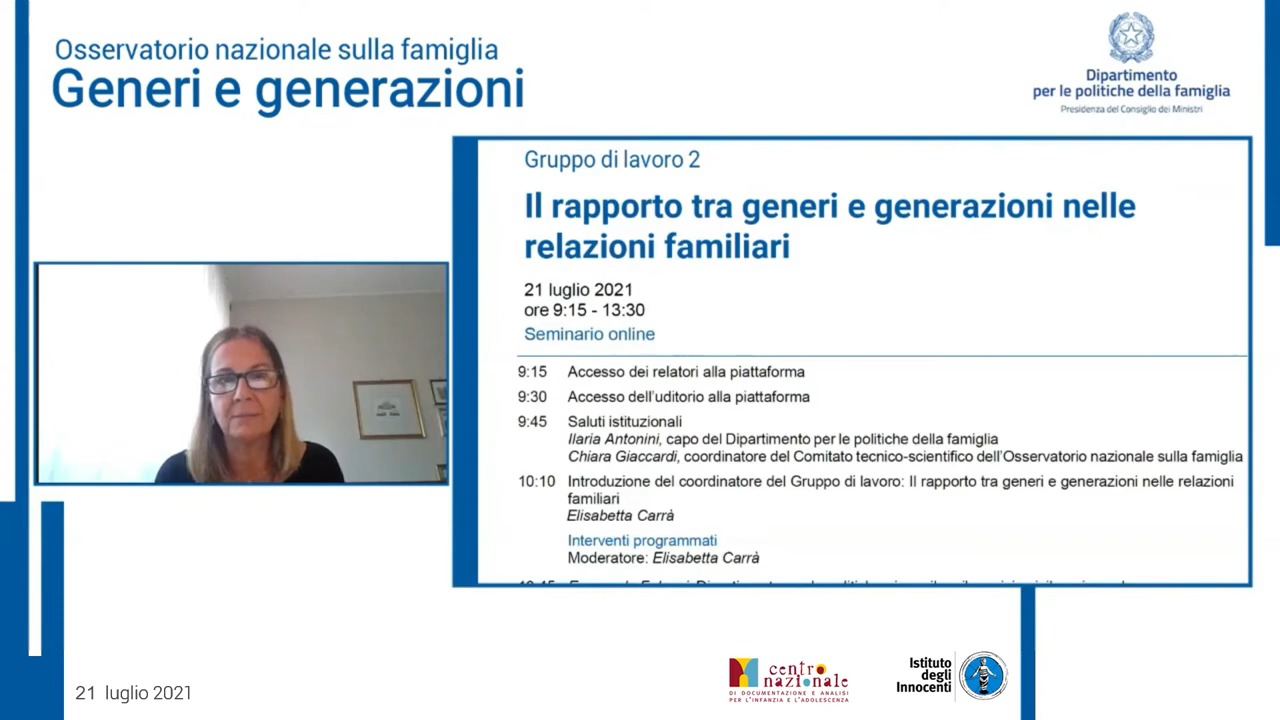 Osservatorio nazionale sulla famiglia
Generi e generazioni
Dipartimento
per le politiche della famiglia
Presidenza del Consiglio dei Ministri
Gruppo di lavoro 2
Il rapporto tra generi e generazioni nelle
relazioni familiari
21 luglio 2021
ore 9:15 - 13:30
Seminario online
9:15 Accesso dei relatori alla piattaforma
9:30 Accesso dell'uditorio alla piattaforma
9:45 Saluti istituzionali
Ilaria Antonini, capo del Dipartimento per le politiche della famiglia
Chiara Giaccardi, coordinatore del Comitato tecnico-scientifico dell'Osservatorio nazionale sulla famiglia
10:10 Introduzione del coordinatore del Gruppo di lavoro: Il rapporto tra generi e generazioni nelle relazioni
familiari
Elisabetta Carrà
Interventi programmati
Moderatore: Elisabetta Carrà
21 luglio 2021
centro
nazionale
DI DOCUMENTAZIONE E ANALISI
PER L'INFANZIA E L'ADOLESCENZA
Istituto
degli
Innocenti